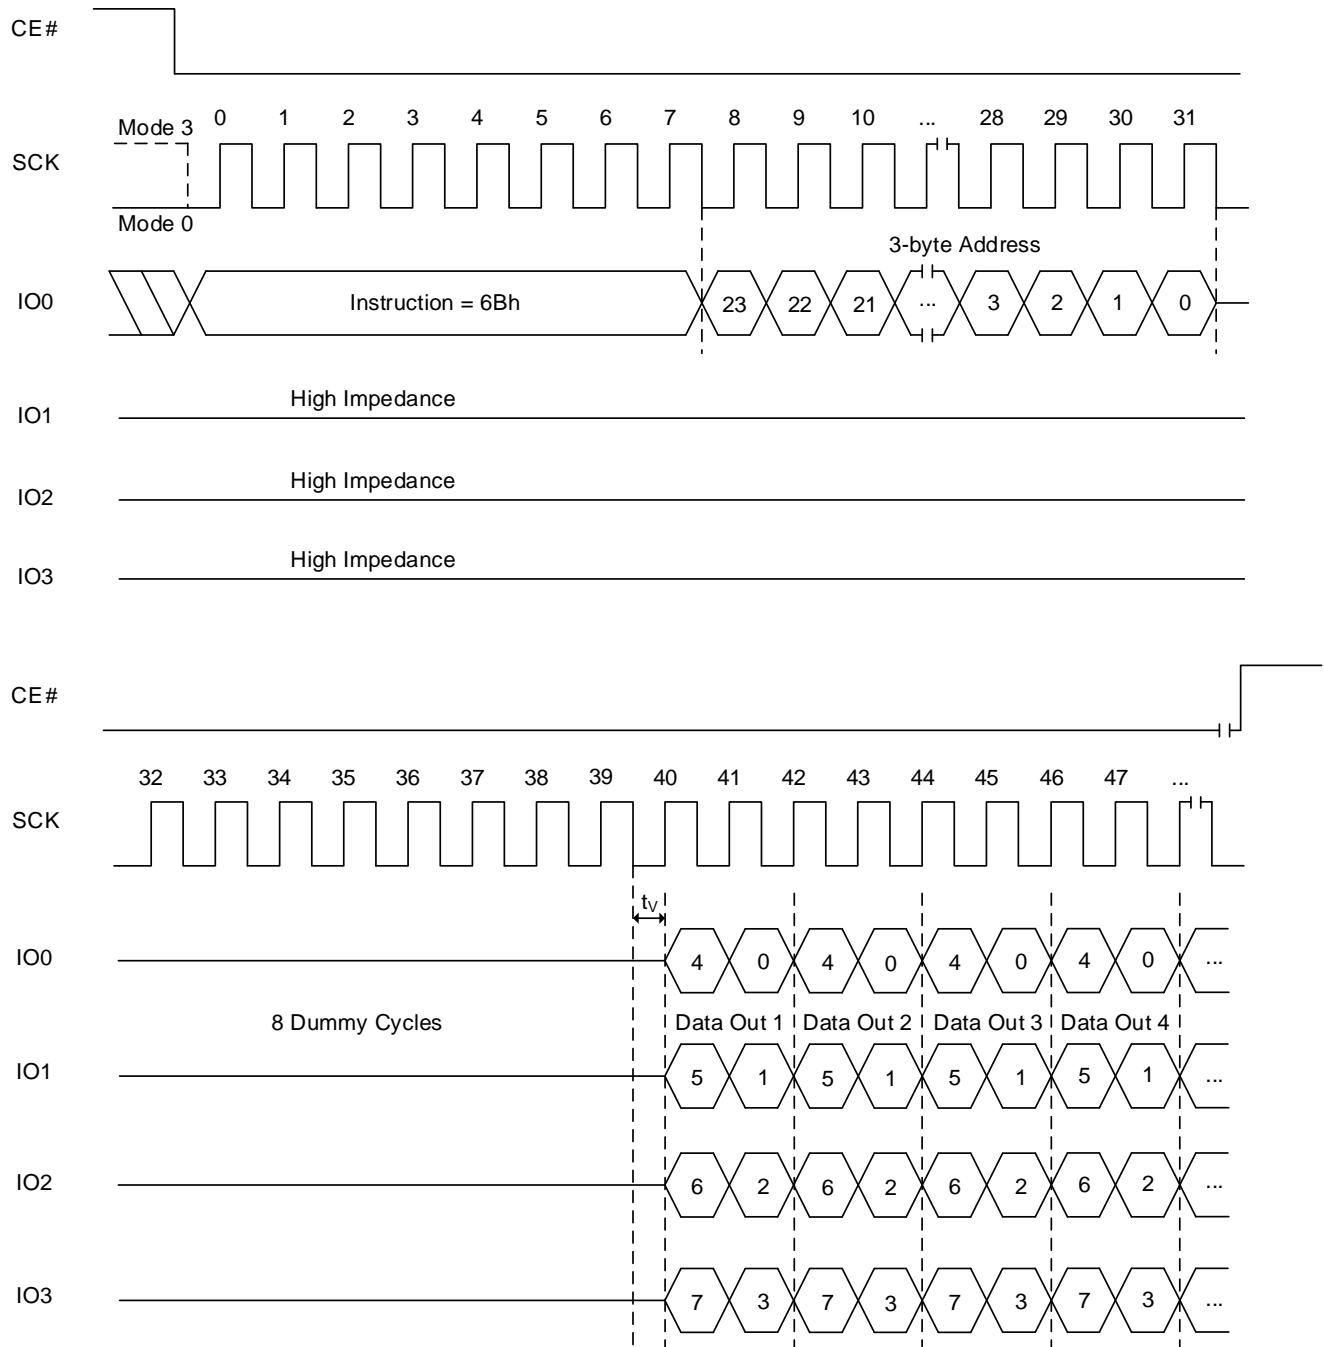 CE#
Mode 3 0 1 2 3 4 5 6 7 8 9 10 ... 28 29 30 31
SCK
Mode 0
3-byte Address
IO0 Instruction = 6Bh 23 22 21 ... 3 2 1 0
High Impedance
IO1
High Impedance
IO2
High Impedance
IO3
CE#
32 33 34 35 36 37 38 39 40 41 42 43 44 45 46 47 ...
SCK
tV
IO0 4 0 4 0 4 0 4 0 ...
8 Dummy Cycles Data Out 1 Data Out 2 Data Out 3 Data Out 4
IO1 5 1 5 1 5 1 5 1 ...
IO2 6 2 6 2 6 2 6 2 ...
IO3 7 3 7 3 7 3 7 3 ...